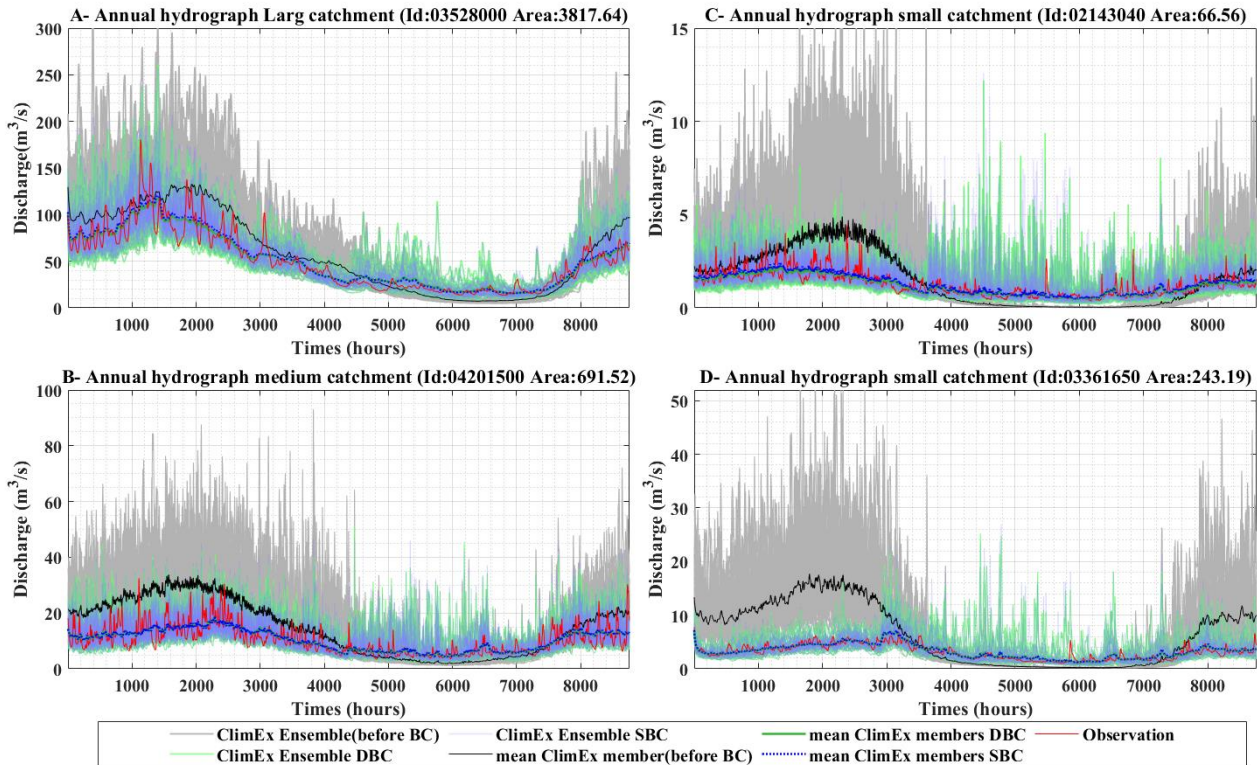 A- Annual hydrograph Larg catchment (Id:03528000 Area:3817.64)
300
250
200
150
100
50
0
Discharge(m³/s)
1000 2000 3000 4000 5000 6000 7000 8000
Times (hours)
C- Annual hydrograph small catchment (Id:02143040 Area:66.56)
15
10
5
0
Discharge (m³/s)
1000 2000 3000 4000 5000 6000 7000 8000
Times (hours)
B- Annual hydrograph medium catchment (Id:04201500 Area:691.52)
100
80
60
40
20
0
Discharge (m³/s)
1000 2000 3000 4000 5000 6000 7000 8000
Times (hours)
D- Annual hydrograph small catchment (Id:03361650 Area:243.19)
50
40
30
20
10
0
Discharge (m³/s)
1000 2000 3000 4000 5000 6000 7000 8000
Times (hours)
ClimEx Ensemble(before BC) ClimEx Ensemble SBC mean ClimEx members DBC Observation
ClimEx Ensemble DBC mean ClimEx member(before BC) mean ClimEx members SBC